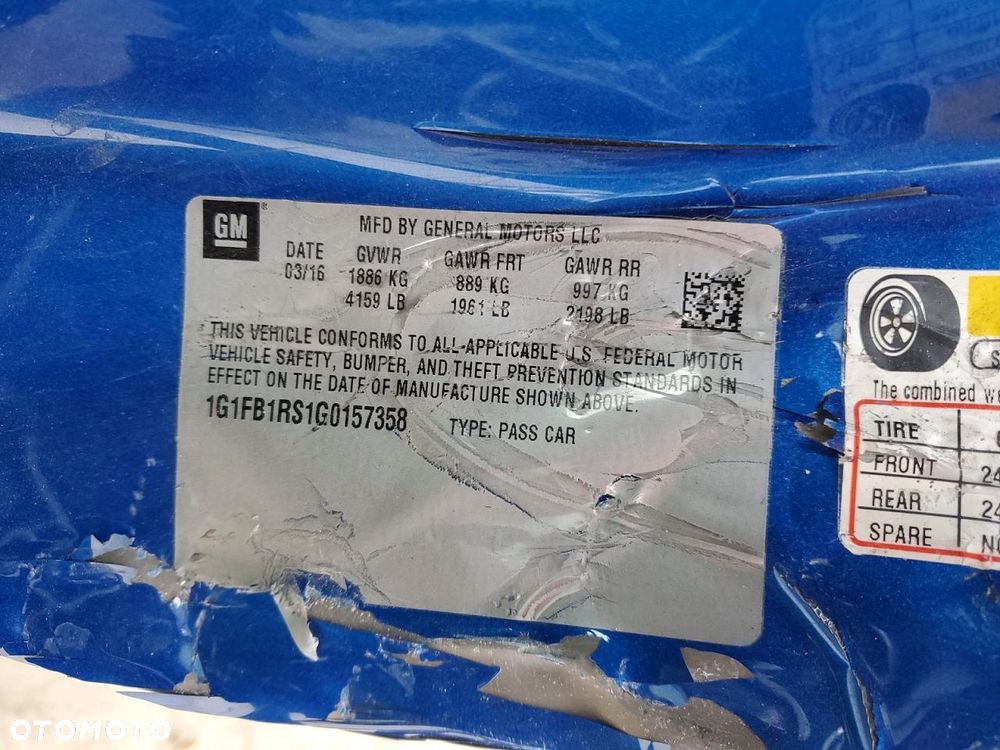 GM
MFD BY GENERAL MOTORS LLC
DATE GVWR GAWR FRT GAWR RR
03/16 1886 KG 889 KG 997 KG
4159 LB 1961 LB 2198 LB
THIS VEHICLE CONFORMS TO ALL APPLICABLE U.S. FEDERAL MOTOR
VEHICLE SAFETY, BUMPER, AND THEFT PREVENTION STANDARDS IN
EFFECT ON THE DATE OF MANUFACTURE SHOWN ABOVE.
1G1FB1RS1G0157358 TYPE: PASS CAR
The combined
TIRE
FRONT 24
REAR 24
SPARE
OTOMOTO
OTOMOTO